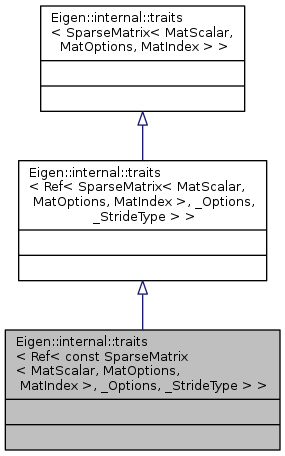 Eigen::internal::traits
< SparseMatrix< MatScalar,
MatOptions, MatIndex > >
Eigen::internal::traits
< Ref< SparseMatrix< MatScalar,
MatOptions, MatIndex >, _Options,
_StrideType > >
Eigen::internal::traits
< Ref< const SparseMatrix
< MatScalar, MatOptions,
MatIndex >, _Options, _StrideType > >